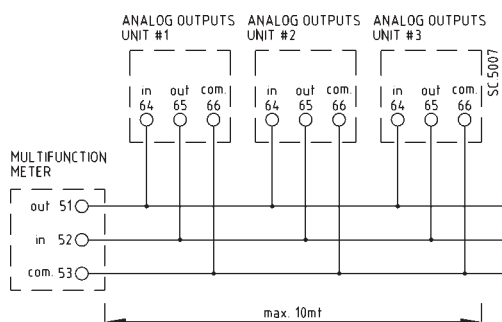 ANALOG OUTPUTS
UNIT #1
ANALOG OUTPUTS
UNIT #2
ANALOG OUTPUTS
UNIT #3
SC 5007
in out com.
64 65 66
in out com.
64 65 66
in out com.
64 65 66
MULTIFUNCTION
METER
out 51
in 52
com. 53
max. 10mt